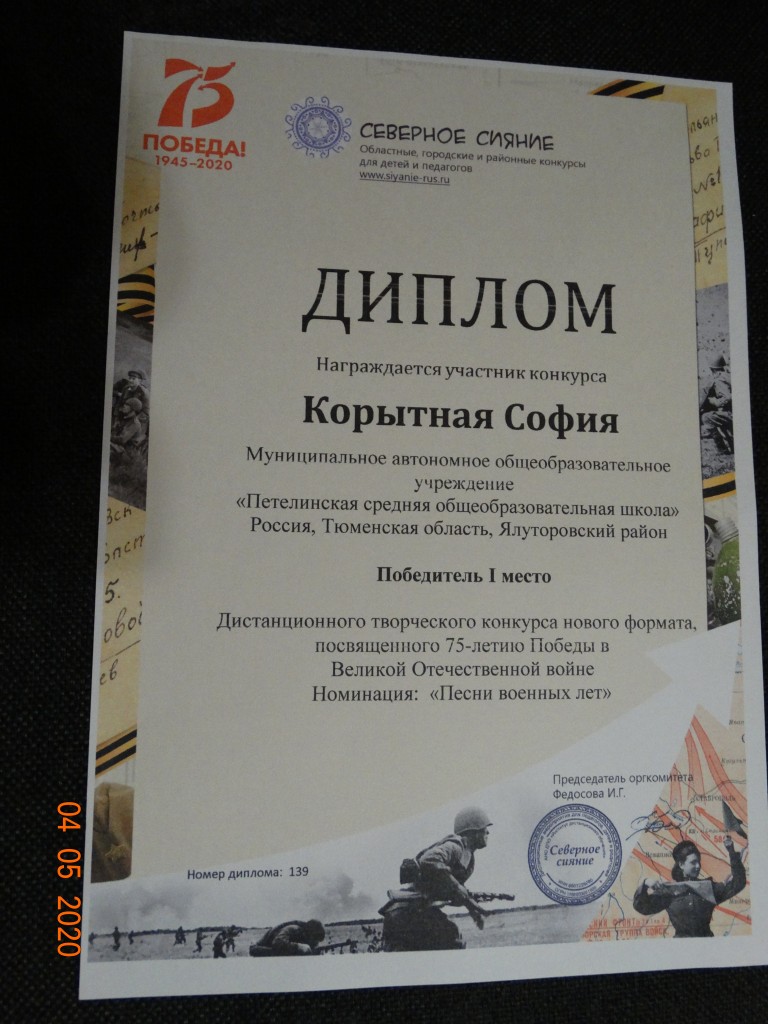 75
ПОБЕДА!
1945–2020
СЕВЕРНОЕ СИЯНИЕ
Областные, городские и районные конкурсы
для детей и педагогов
www.siyanie-rus.ru
ДИПЛОМ
Награждается участник конкурса
Корытная София
Муниципальное автономное общеобразовательное
учреждение
«Петелинская средняя общеобразовательная школа»
Россия, Тюменская область, Ялуторовский район
Победитель I место
Дистанционного творческого конкурса нового формата,
посвященного 75-летию Победы в
Великой Отечественной войне
Номинация: «Песни военных лет»
Председатель оргкомитета
Федосова И.Г.
Северное
сияние
Номер диплома: 139
04 05 2020